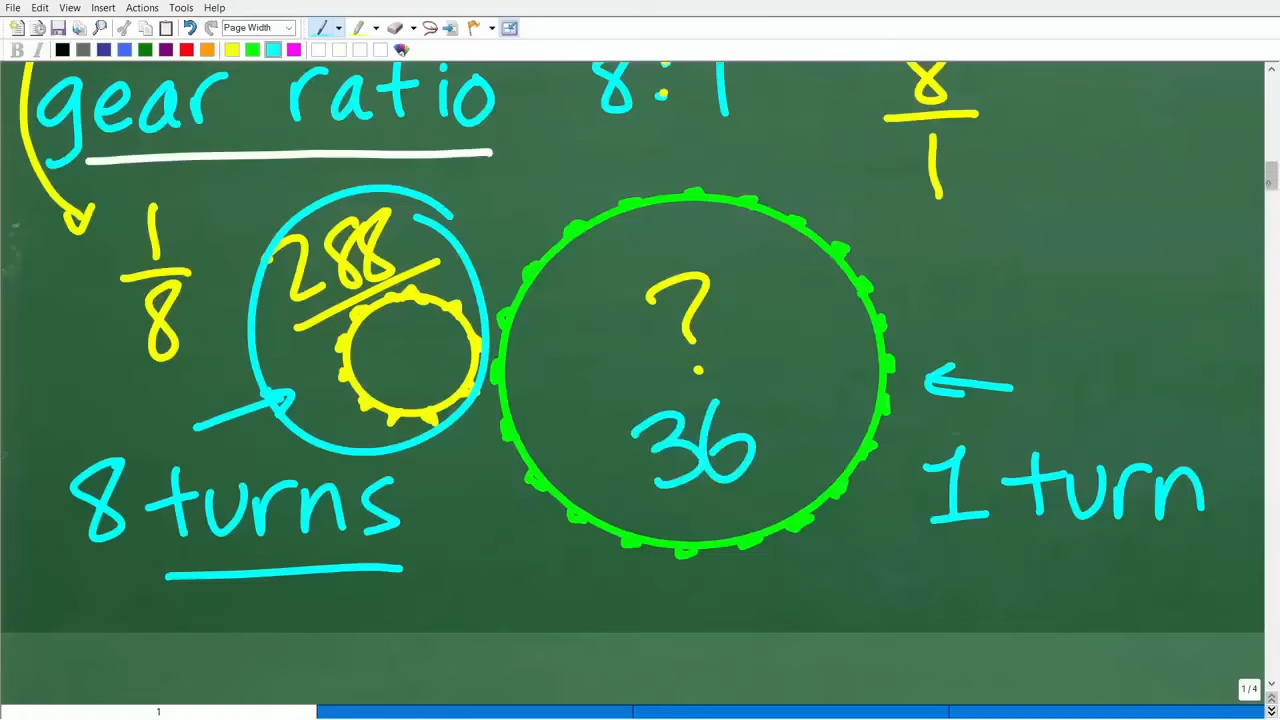 File Edit View Insert Actions Tools Help
Page Width
B I
gear ratio 8:1 8/1
1/8
288
?
36
8 turns
1 turn
1/4
1